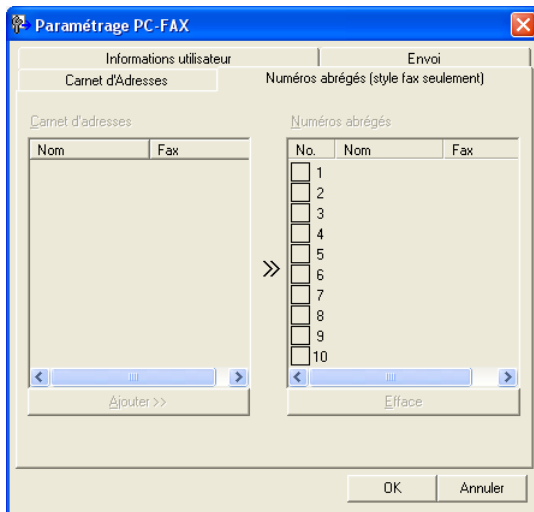 Paramétrage PC-FAX
Informations utilisateur
Envoi
Carnet d'Adresses
Numéros abrégés (style fax seulement)
Carnet d'adresses
Numéros abrégés
Nom Fax
No. Nom Fax
1
2
3
4
5
6
7
8
9
10
Ajouter >>
Efface
OK
Annuler